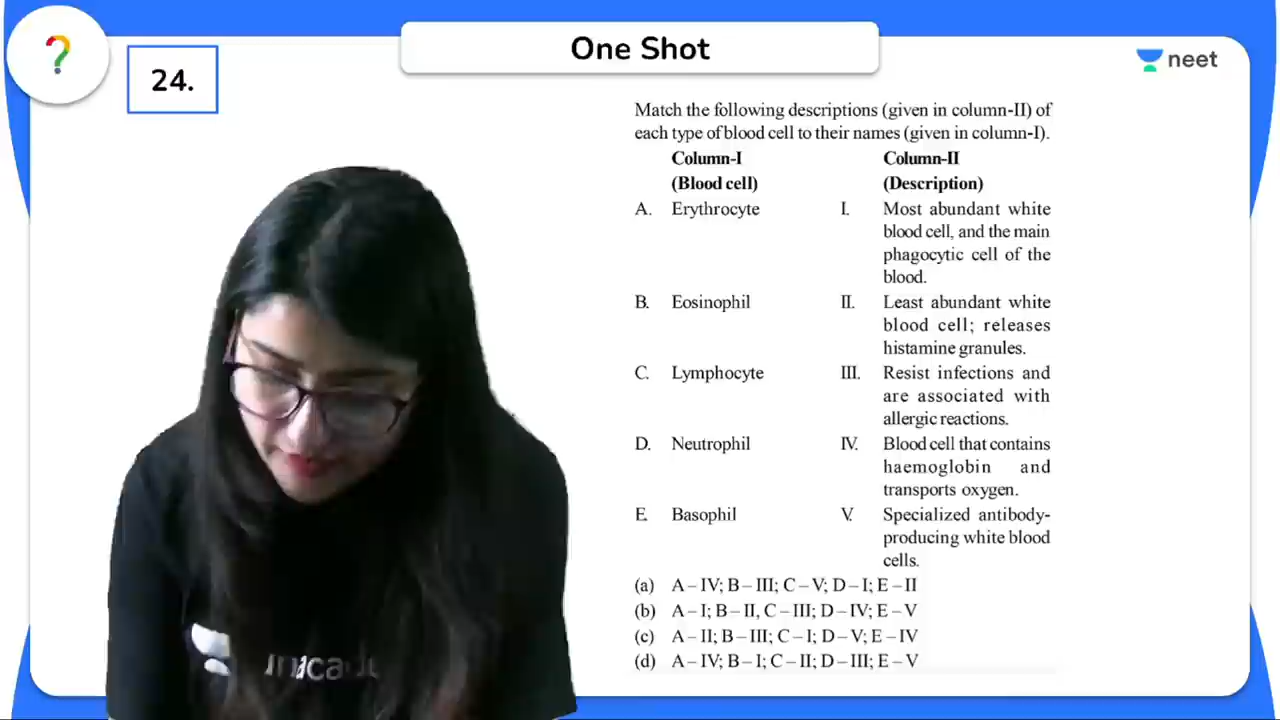 ?
24.
One Shot
neet
Match the following descriptions (given in column-II) of
each type of blood cell to their names (given in column-I).
Column-I Column-II
(Blood cell) (Description)
A. Erythrocyte I. Most abundant white
blood cell, and the main
phagocytic cell of the
blood.
B. Eosinophil II. Least abundant white
blood cell; releases
histamine granules.
C. Lymphocyte III. Resist infections and
are associated with
allergic reactions.
D. Neutrophil IV. Blood cell that contains
haemoglobin and
transports oxygen.
E. Basophil V. Specialized antibody-
producing white blood
cells.
(a) A – IV; B – III; C – V; D – I; E – II
(b) A – I; B – II, C – III; D – IV; E – V
(c) A – II; B – III; C – I; D – V; E – IV
(d) A – IV; B – I; C – II; D – III; E – V